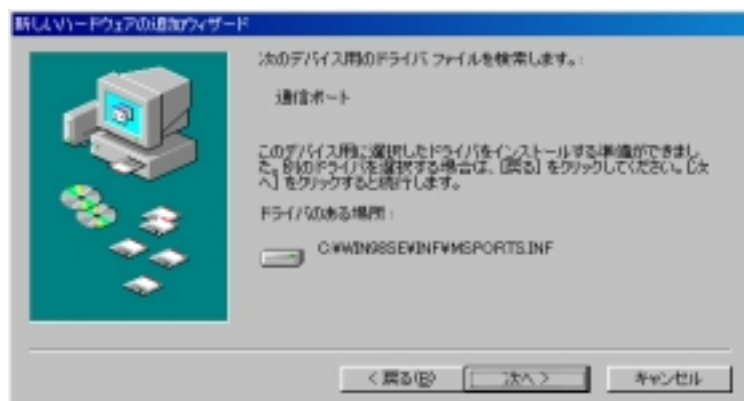 新しいハードウェアの追加ウィザード
次のデバイス用のドライバ ファイルを検索します。:
通信ポート
このデバイス用に選択したドライバをインストールする準備ができまし
た。別のドライバを選択する場合は、[戻る] をクリックしてください。[次
へ] をクリックすると続行します。
ドライバのある場所 :
C:¥WIN98SE¥INF¥MSPORTS.INF
< 戻る(B)
次へ >
キャンセル